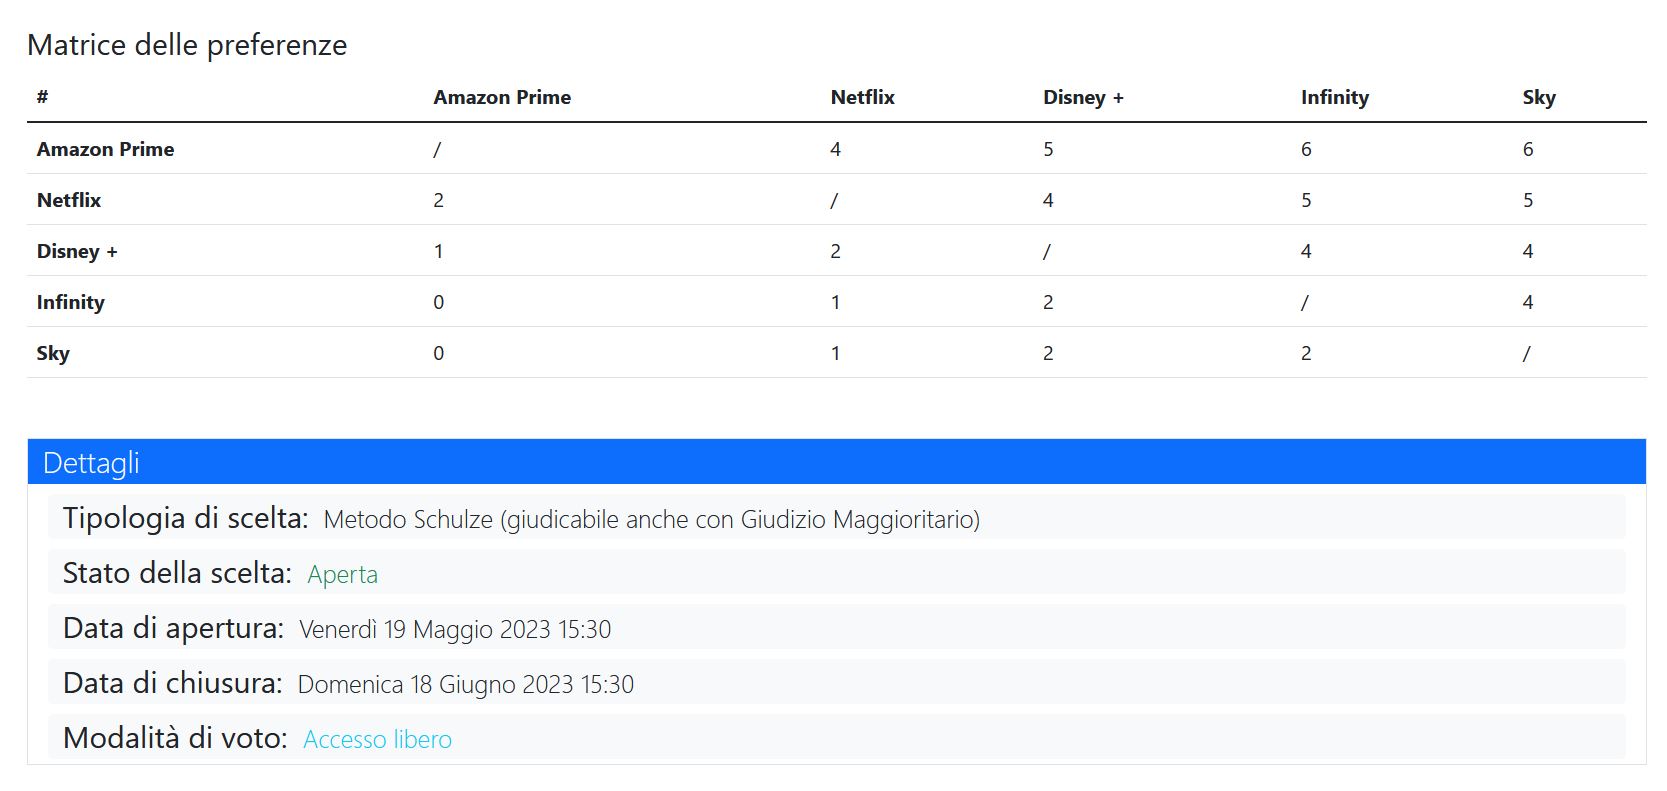 Matrice delle preferenze
# Amazon Prime Netflix Disney + Infinity Sky
Amazon Prime / 4 5 6 6
Netflix 2 / 4 5 5
Disney + 1 2 / 4 4
Infinity 0 1 2 / 4
Sky 0 1 2 2 /
Dettagli
Tipologia di scelta: Metodo Schulze (giudicabile anche con Giudizio Maggioritario)
Stato della scelta: Aperta
Data di apertura: Venerdì 19 Maggio 2023 15:30
Data di chiusura: Domenica 18 Giugno 2023 15:30
Modalità di voto: Accesso libero